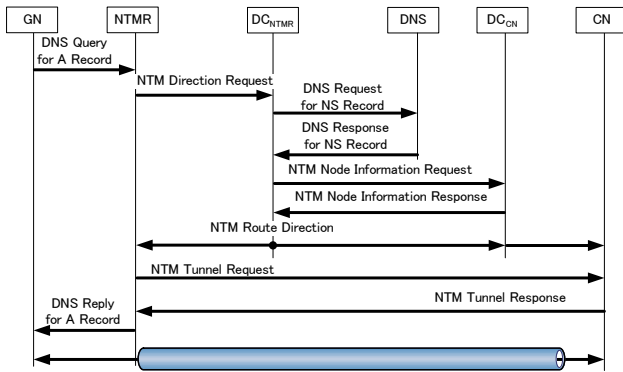 GN NTMR DC_NTMR DNS DC_CN CN
DNS Query
for A Record
NTM Direction Request
DNS Request
for NS Record
DNS Response
for NS Record
NTM Node Information Request
NTM Node Information Response
NTM Route Direction
NTM Tunnel Request
NTM Tunnel Response
DNS Reply
for A Record